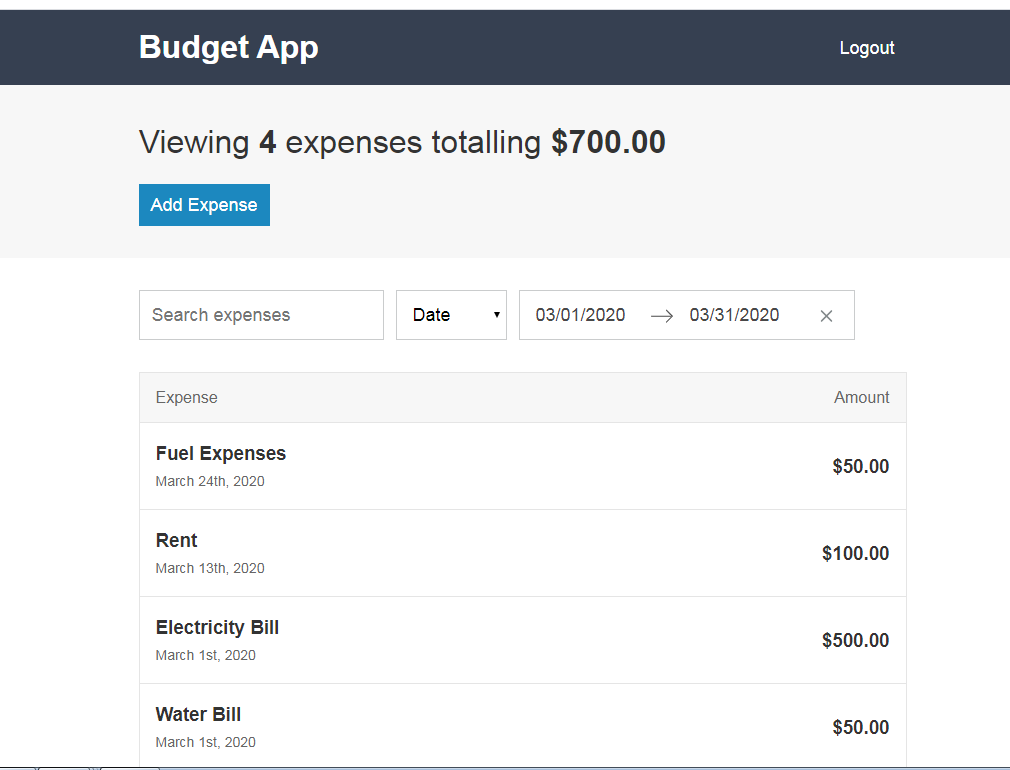 Budget App
Logout
Viewing 4 expenses totalling $700.00
Add Expense
Search expenses
Date
03/01/2020
03/31/2020
Expense
Amount
Fuel Expenses
$50.00
March 24th, 2020
Rent
$100.00
March 13th, 2020
Electricity Bill
$500.00
March 1st, 2020
Water Bill
$50.00
March 1st, 2020